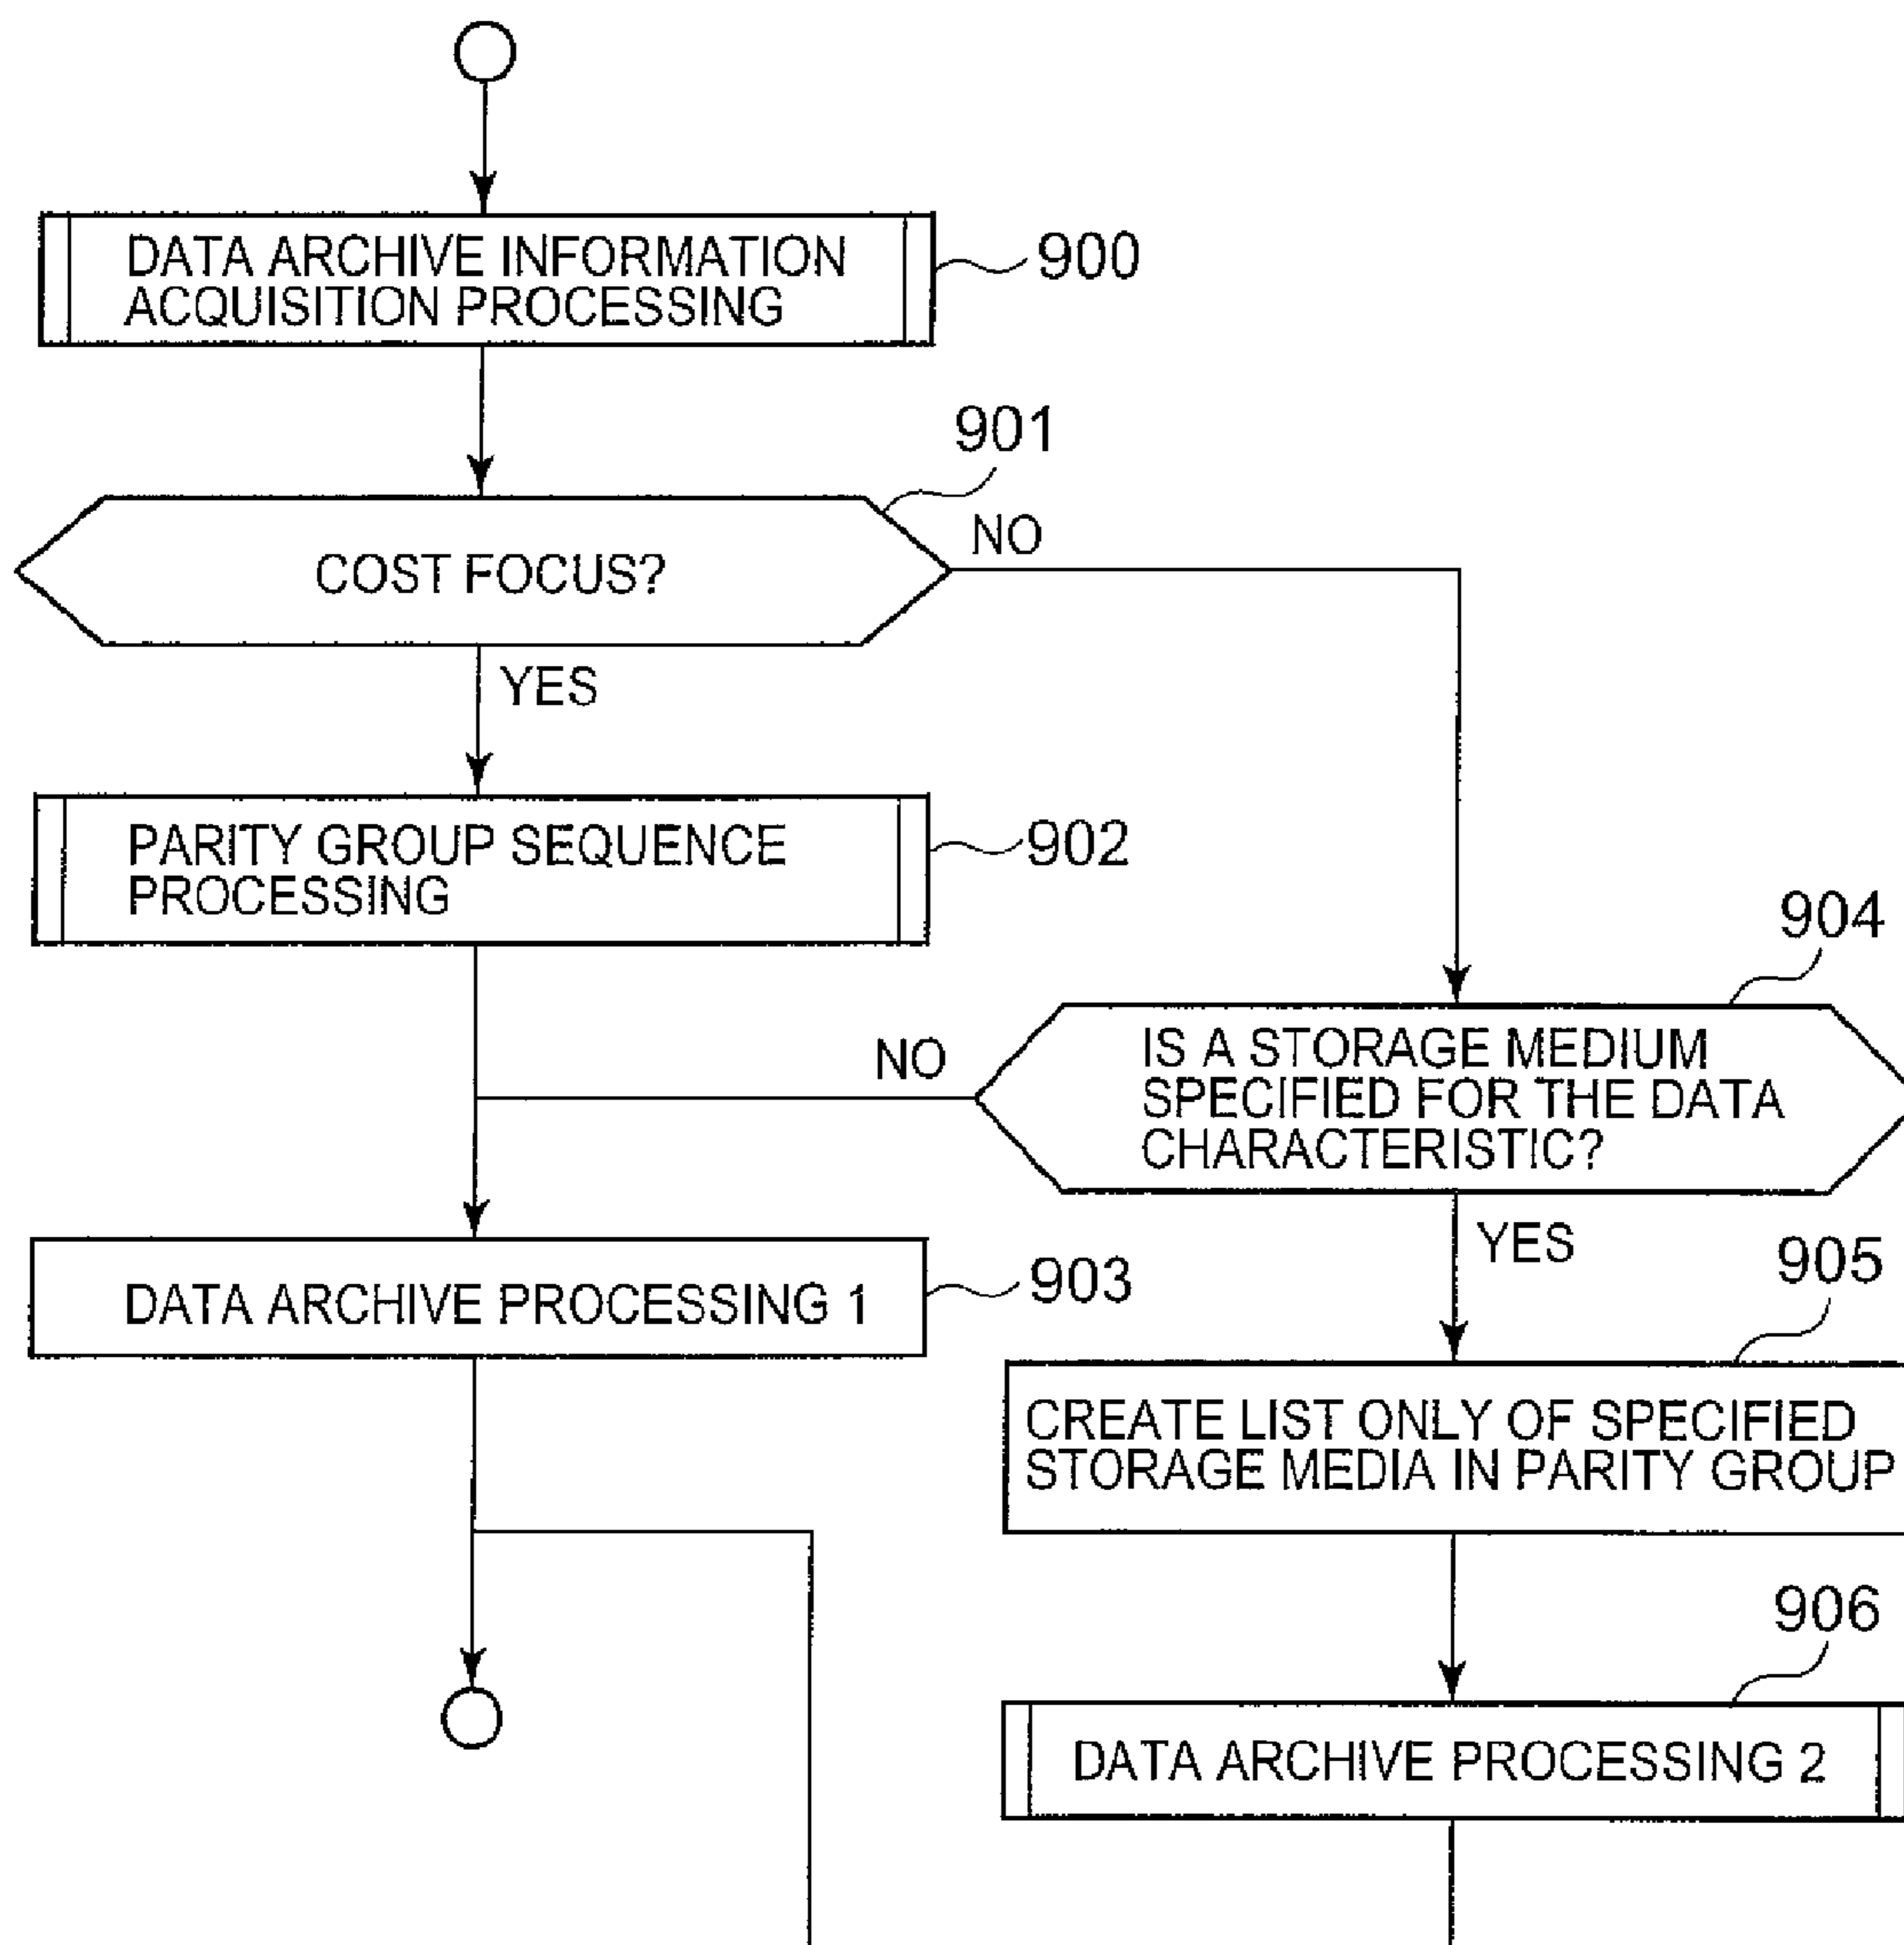 DATA ARCHIVE INFORMATION
ACQUISITION PROCESSING
900
901
COST FOCUS?
NO
YES
PARITY GROUP SEQUENCE
PROCESSING
902
904
IS A STORAGE MEDIUM
SPECIFIED FOR THE DATA
CHARACTERISTIC?
NO
YES
DATA ARCHIVE PROCESSING 1
903
905
CREATE LIST ONLY OF SPECIFIED
STORAGE MEDIA IN PARITY GROUP
906
DATA ARCHIVE PROCESSING 2